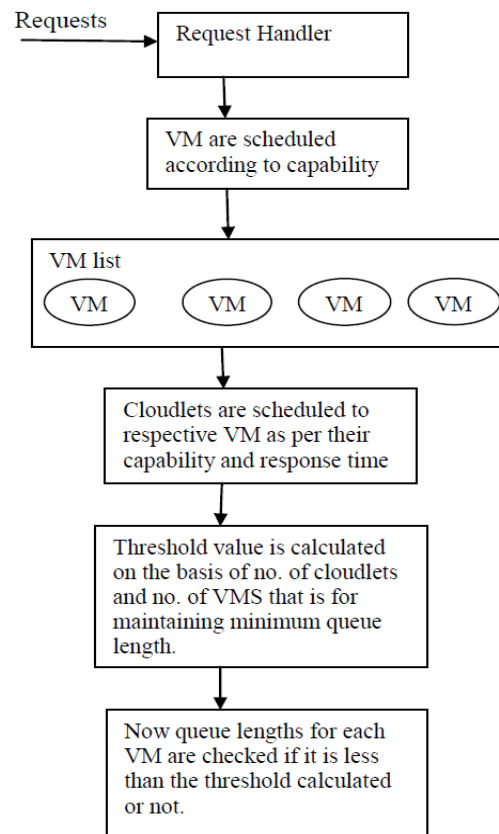 Requests
Request Handler
VM are scheduled
according to capability
VM list
VM VM VM VM
Cloudlets are scheduled to
respective VM as per their
capability and response time
Threshold value is calculated
on the basis of no. of cloudlets
and no. of VMS that is for
maintaining minimum queue
length.
Now queue lengths for each
VM are checked if it is less
than the threshold calculated
or not.